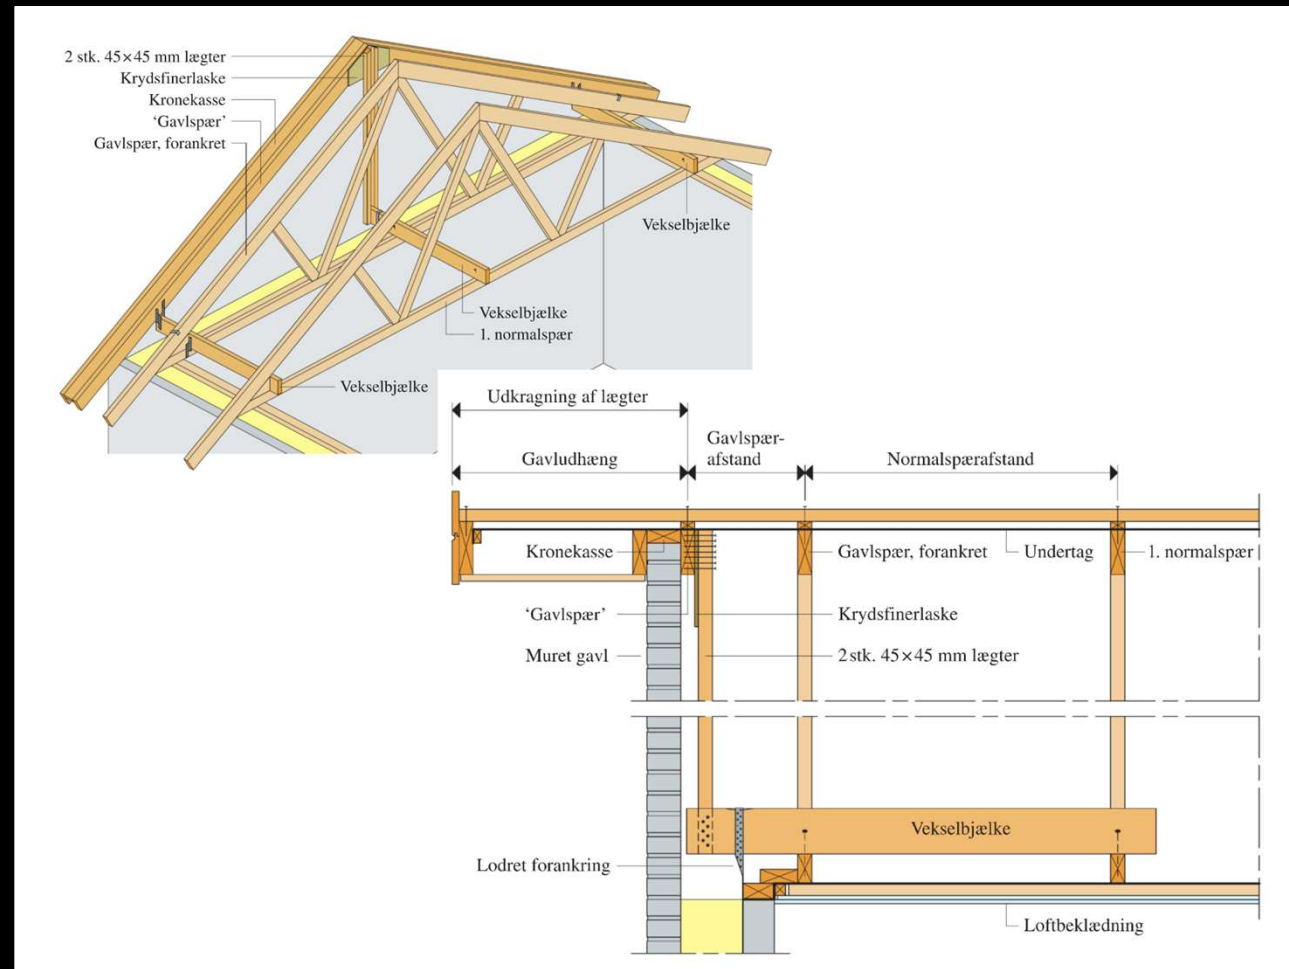 2 stk. 45×45 mm lægter
Krydsfinerlaske
Kronekasse
‘Gavlspær’
Gavlspær, forankret
Vekselbjælke
Vekselbjælke
1. normalspær
Vekselbjælke
Udkragning af lægter
Gavludhæng
Gavlspær-
afstand
Normalspærafstand
Kronekasse
Gavlspær, forankret
Undertag
1. normalspær
‘Gavlspær’
Krydsfinerlaske
Muret gavl
2 stk. 45×45 mm lægter
Vekselbjælke
Lodret forankring
Loftbeklædning